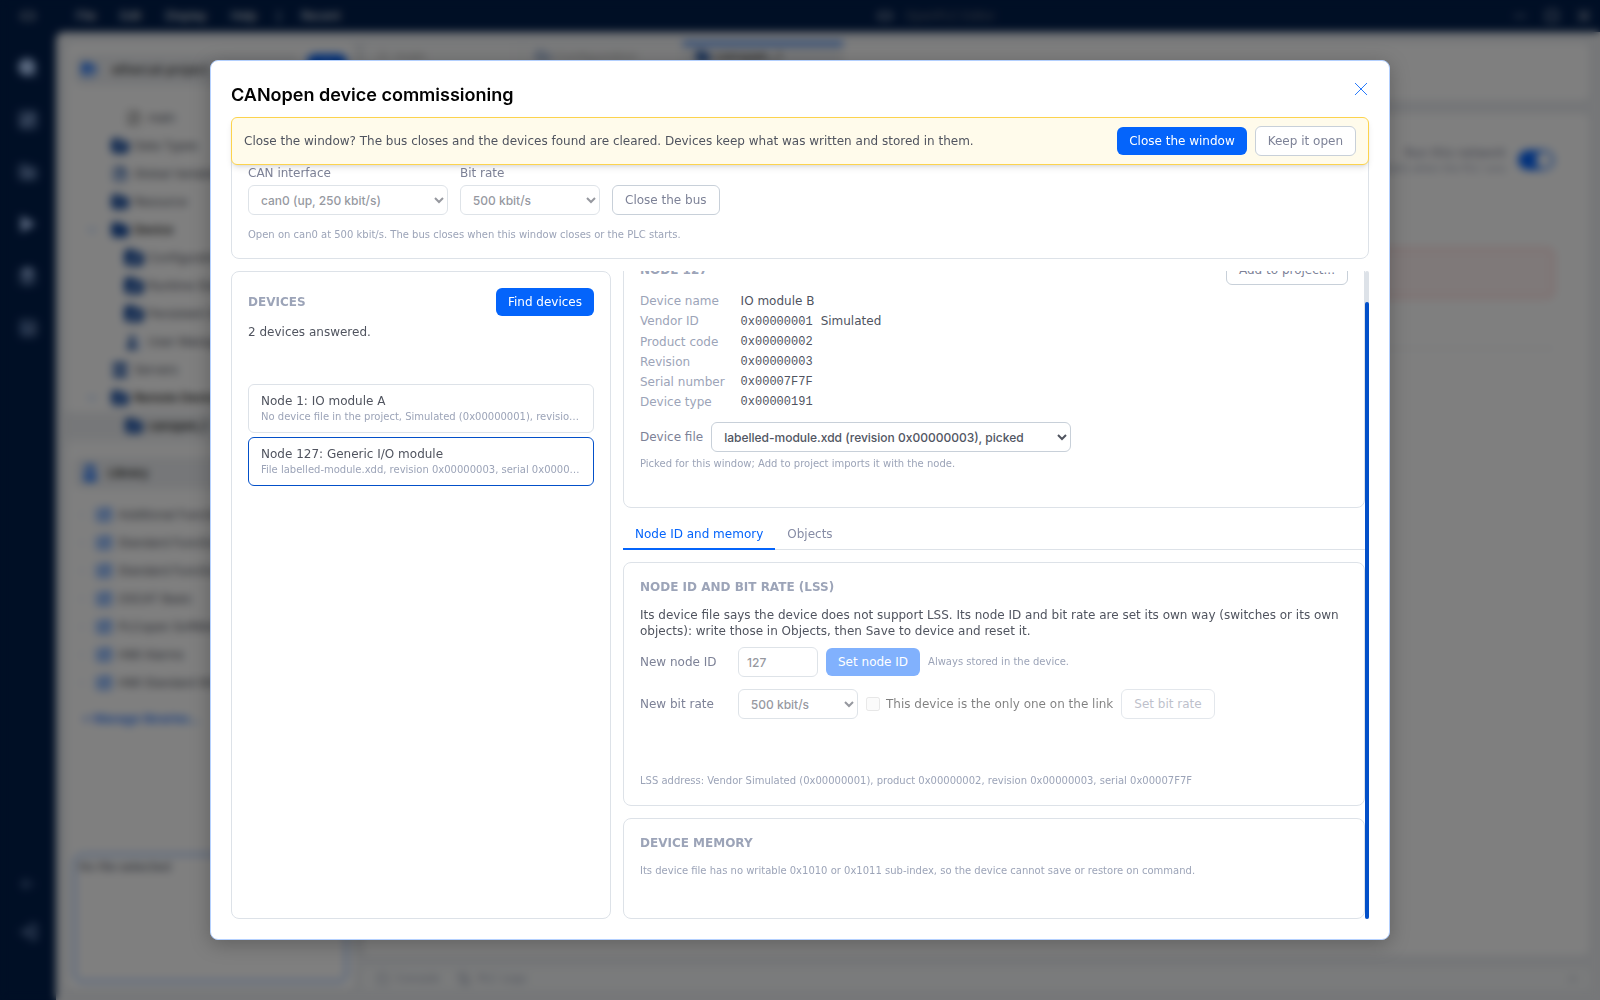 CANopen device commissioning
Close the window? The bus closes and the devices found are cleared. Devices keep what was written and stored in them.
Close the window
Keep it open
CAN interface
Bit rate
can0 (up, 250 kbit/s)
500 kbit/s
Close the bus
Open on can0 at 500 kbit/s. The bus closes when this window closes or the PLC starts.
DEVICES
Find devices
2 devices answered.
Node 1: IO module A
No device file in the project, Simulated (0x00000001), revisio...
Node 127: Generic I/O module
File labelled-module.xdd, revision 0x00000003, serial 0x0000...
NODE 127
Add to project...
Device name IO module B
Vendor ID 0x00000001 Simulated
Product code 0x00000002
Revision 0x00000003
Serial number 0x00007F7F
Device type 0x00000191
Device file labelled-module.xdd (revision 0x00000003), picked
Picked for this window; Add to project imports it with the node.
Node ID and memory
Objects
NODE ID AND BIT RATE (LSS)
Its device file says the device does not support LSS. Its node ID and bit rate are set its own way (switches or its own
objects): write those in Objects, then Save to device and reset it.
New node ID 127 Set node ID Always stored in the device.
New bit rate 500 kbit/s This device is the only one on the link Set bit rate
LSS address: Vendor Simulated (0x00000001), product 0x00000002, revision 0x00000003, serial 0x00007F7F
DEVICE MEMORY
Its device file has no writable 0x1010 or 0x1011 sub-index, so the device cannot save or restore on command.